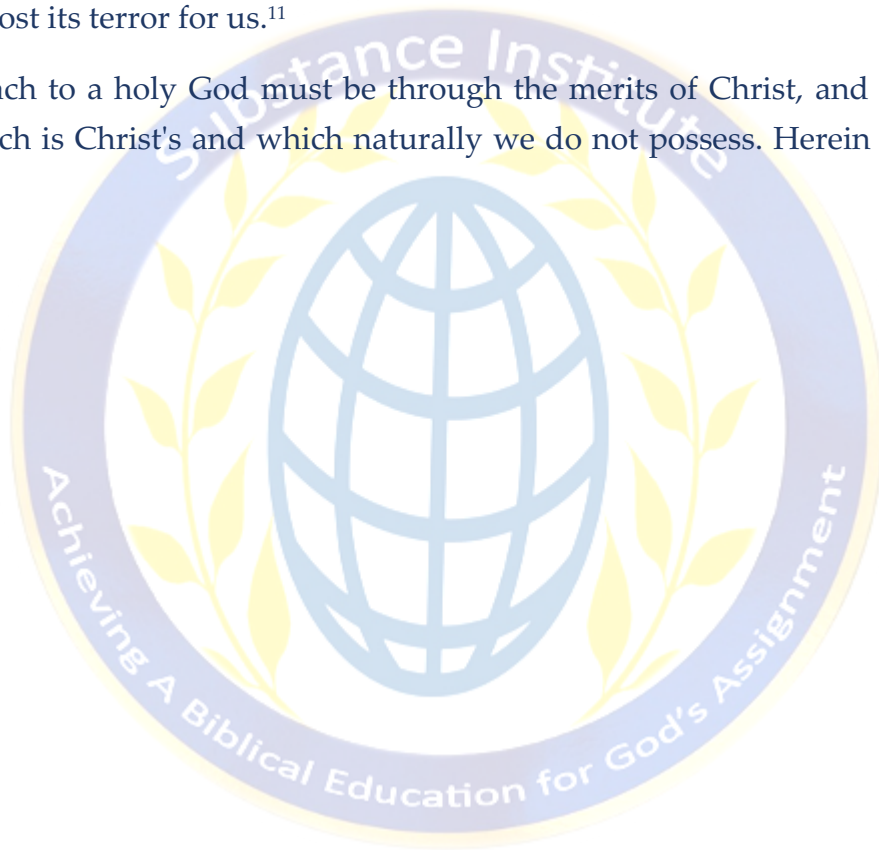 ost its terror for us.¹¹
Substance Institute
ach to a holy God must be through the merits of Christ, and
ch is Christ's and which naturally we do not possess. Herein
Achieving A Biblical Education for God's Assignment